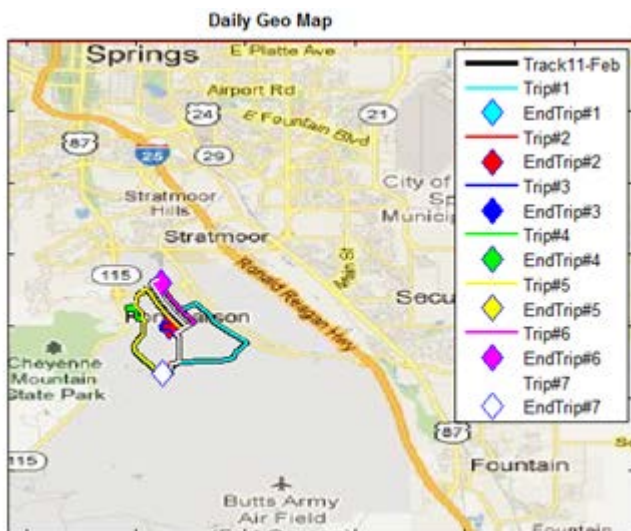 Daily Geo Map
Springs
E Platte Ave
Airport Rd
24
E Fountain Blvd
21
87
25
29
City of
Municip
Stratmoor
Hills
Stratmoor
Main St
115
Ronald Reagan Hwy
Secu
Cheyenne
Mountain
State Park
115
87
Fountain
Butts Army
Air Field
Fountain
Track11-Feb
Trip#1
EndTrip#1
Trip#2
EndTrip#2
Trip#3
EndTrip#3
Trip#4
EndTrip#4
Trip#5
EndTrip#5
Trip#6
EndTrip#6
Trip#7
EndTrip#7